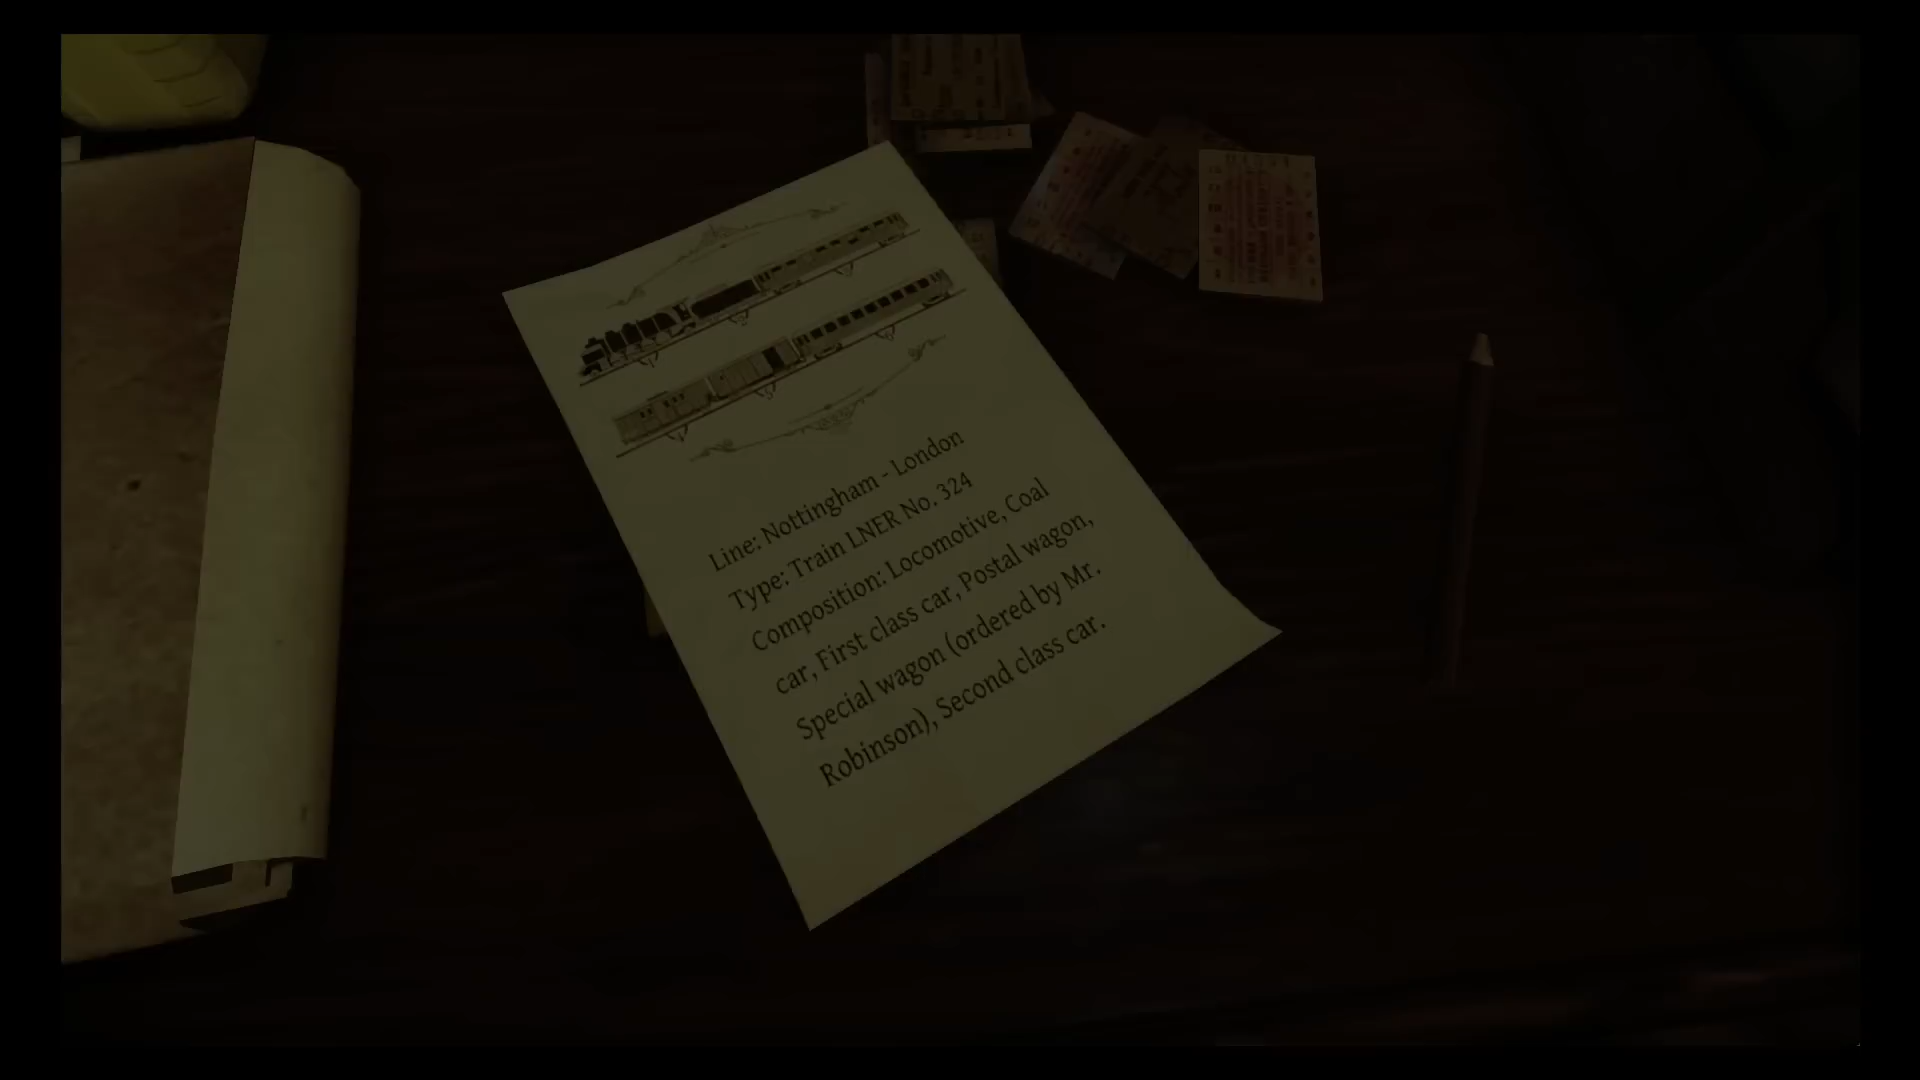 Line: Nottingham - London
Type: Train LNER No. 324
Composition: Locomotive, Coal
car, First class car, Postal wagon,
Special wagon (ordered by Mr.
Robinson), Second class car.